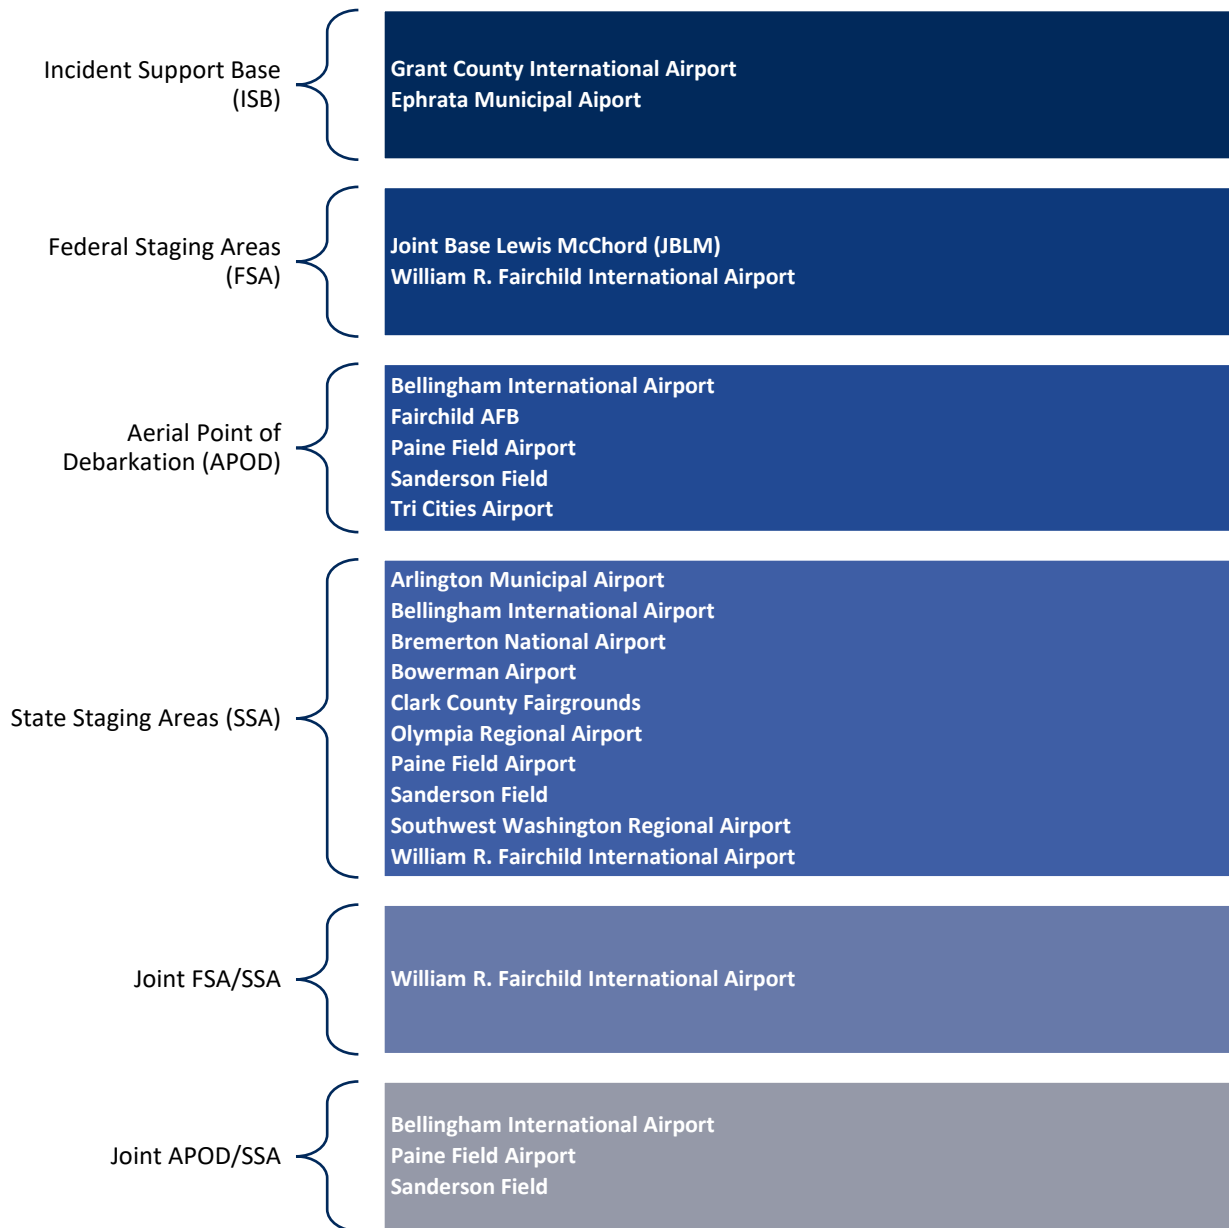 Incident Support Base
(ISB)
Grant County International Airport
Ephrata Municipal Aiport
Federal Staging Areas
(FSA)
Joint Base Lewis McChord (JBLM)
William R. Fairchild International Airport
Aerial Point of
Debarkation (APOD)
Bellingham International Airport
Fairchild AFB
Paine Field Airport
Sanderson Field
Tri Cities Airport
State Staging Areas (SSA)
Arlington Municipal Airport
Bellingham International Airport
Bremerton National Airport
Bowerman Airport
Clark County Fairgrounds
Olympia Regional Airport
Paine Field Airport
Sanderson Field
Southwest Washington Regional Airport
William R. Fairchild International Airport
Joint FSA/SSA
William R. Fairchild International Airport
Joint APOD/SSA
Bellingham International Airport
Paine Field Airport
Sanderson Field